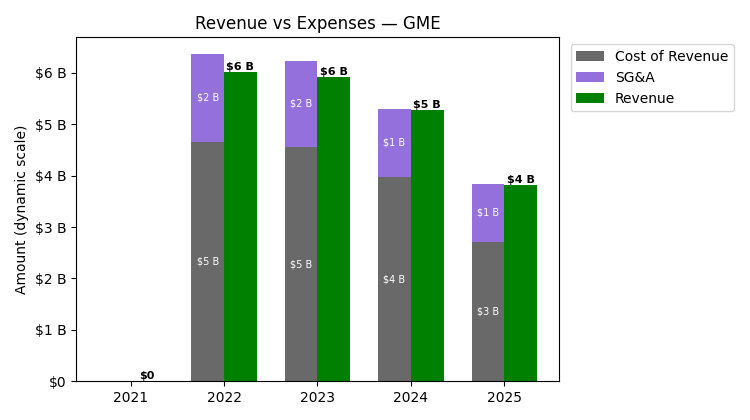 Revenue vs Expenses — GME
Amount (dynamic scale)
$6 B
$5 B
$4 B
$3 B
$2 B
$1 B
$0
$0
$2 B
$5 B
$6 B
$2 B
$5 B
$6 B
$1 B
$4 B
$5 B
$1 B
$3 B
$4 B
2021
2022
2023
2024
2025
Cost of Revenue
SG&A
Revenue